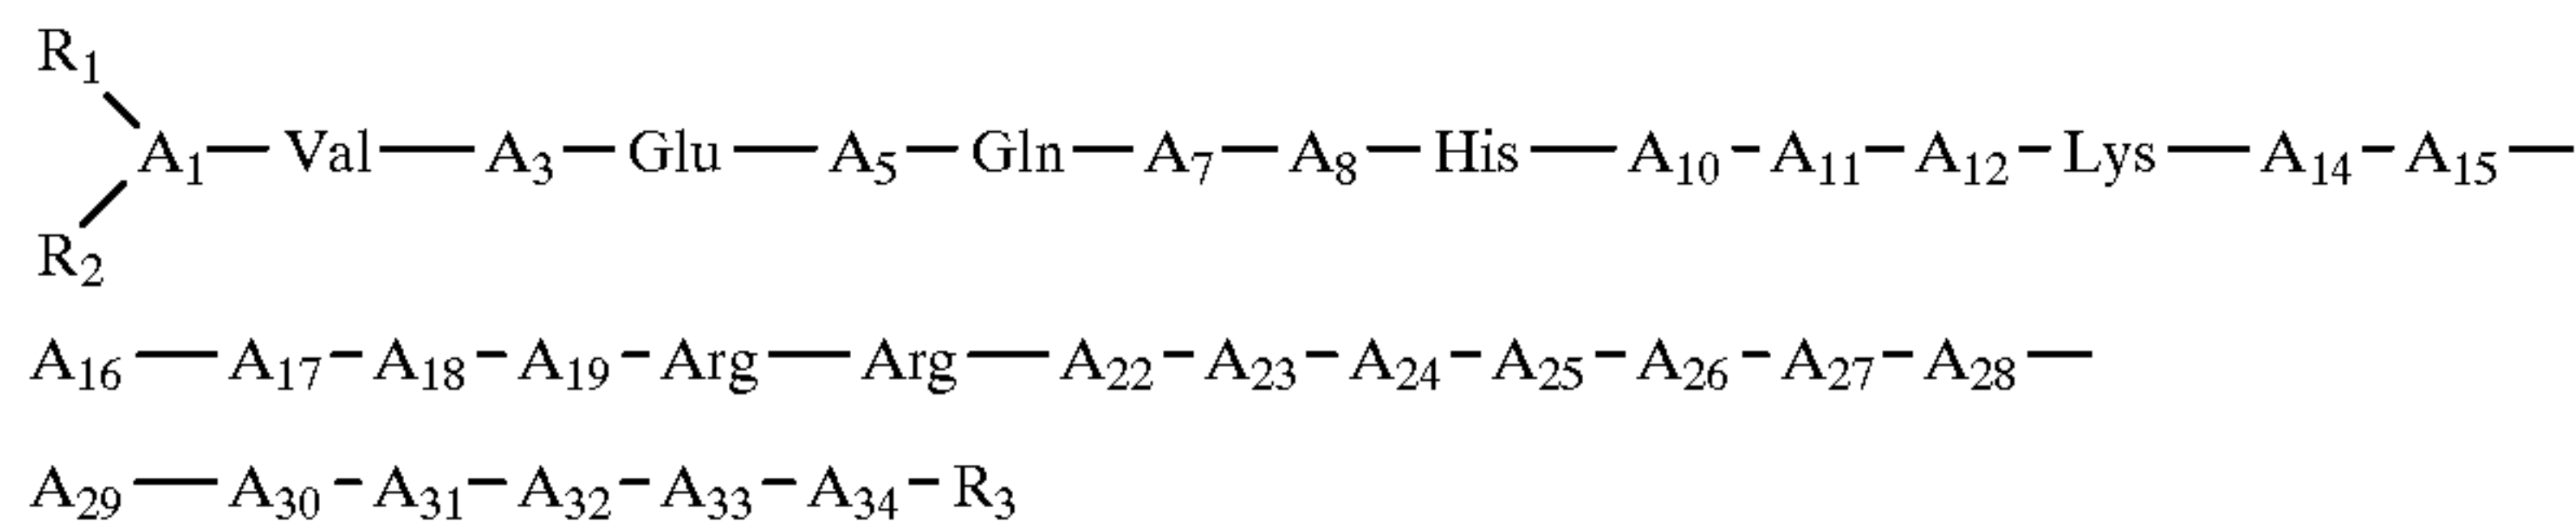 R₁
A₁—Val—A₃—Glu—A₅—Gln—A₇—A₈—His—A₁₀–A₁₁–A₁₂–Lys—A₁₄–A₁₅—
R₂
A₁₆—A₁₇–A₁₈–A₁₉–Arg—Arg—A₂₂–A₂₃–A₂₄–A₂₅–A₂₆–A₂₇–A₂₈—
A₂₉—A₃₀–A₃₁–A₃₂–A₃₃–A₃₄–R₃